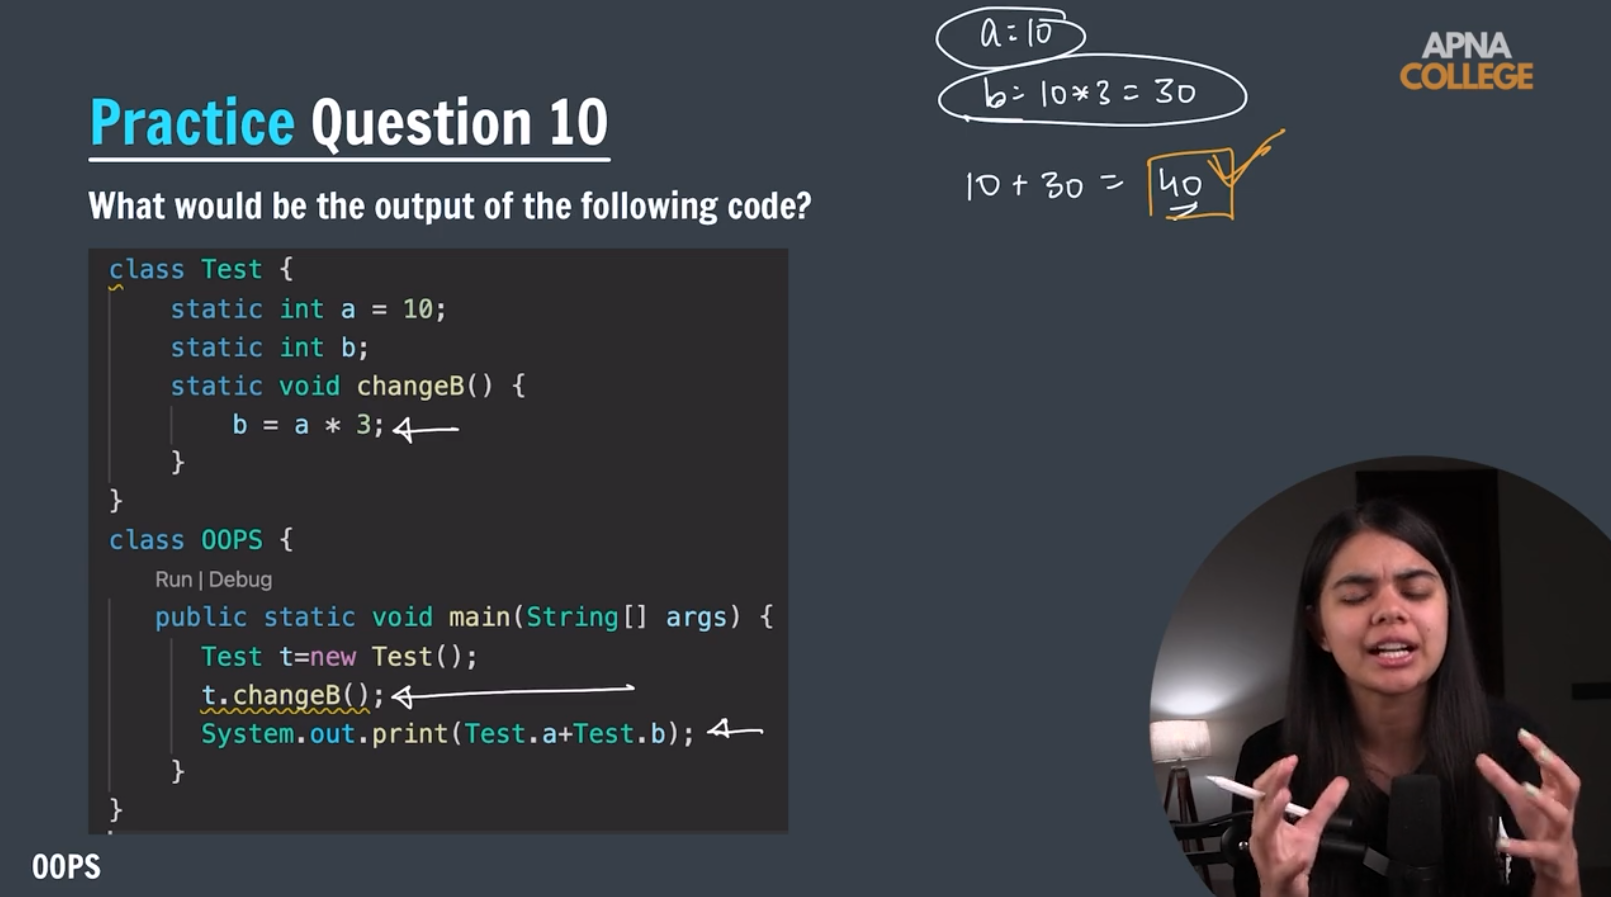 a = 10
b = 10*3 = 30
10 + 30 = 40
APNA
COLLEGE
Practice Question 10
What would be the output of the following code?
class Test {
static int a = 10;
static int b;
static void changeB() {
b = a * 3;
}
}
class OOPS {
Run | Debug
public static void main(String[] args) {
Test t=new Test();
t.changeB();
System.out.print(Test.a+Test.b);
}
}
OOPS